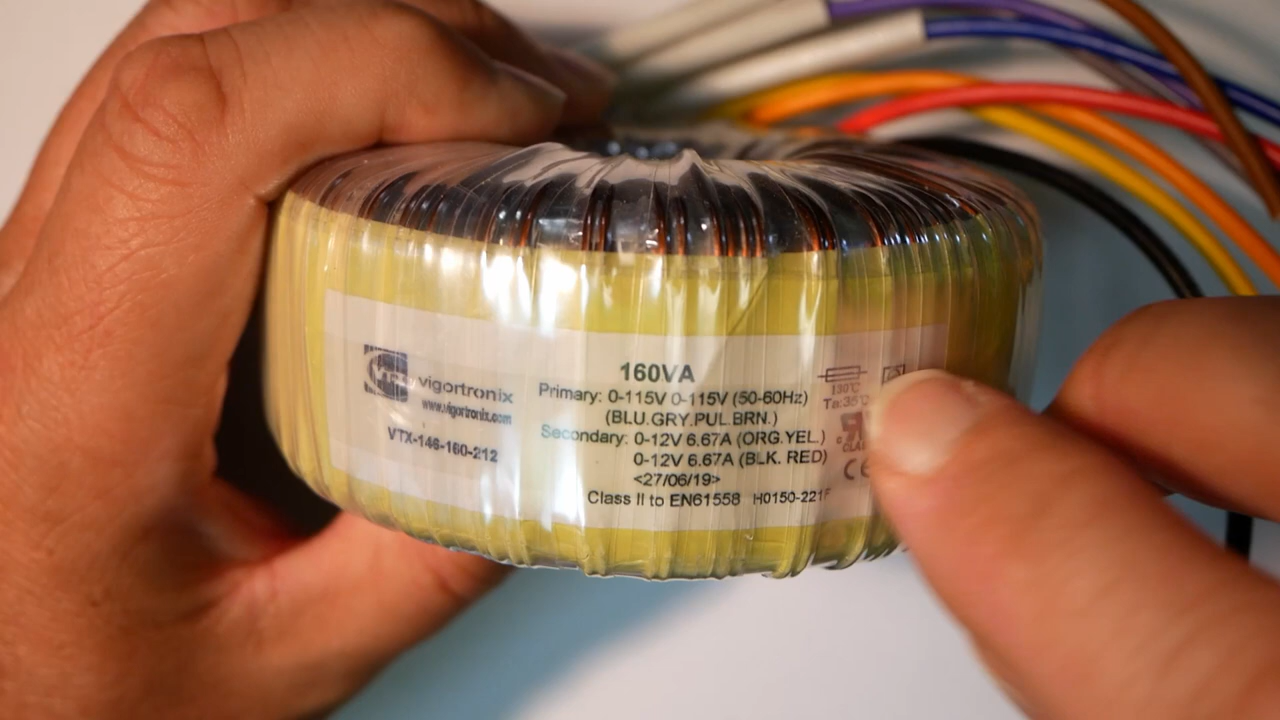 vigortronix
www.vigortronix.com
VTX-146-160-212
160VA
Primary: 0-115V 0-115V (50-60Hz)
(BLU.GRY.PUL.BRN.)
Secondary: 0-12V 6.67A (ORG.YEL.)
0-12V 6.67A (BLK. RED)
<27/06/19>
Class II to EN61558 H0150-221F
130°C
Ta:35°C
CE